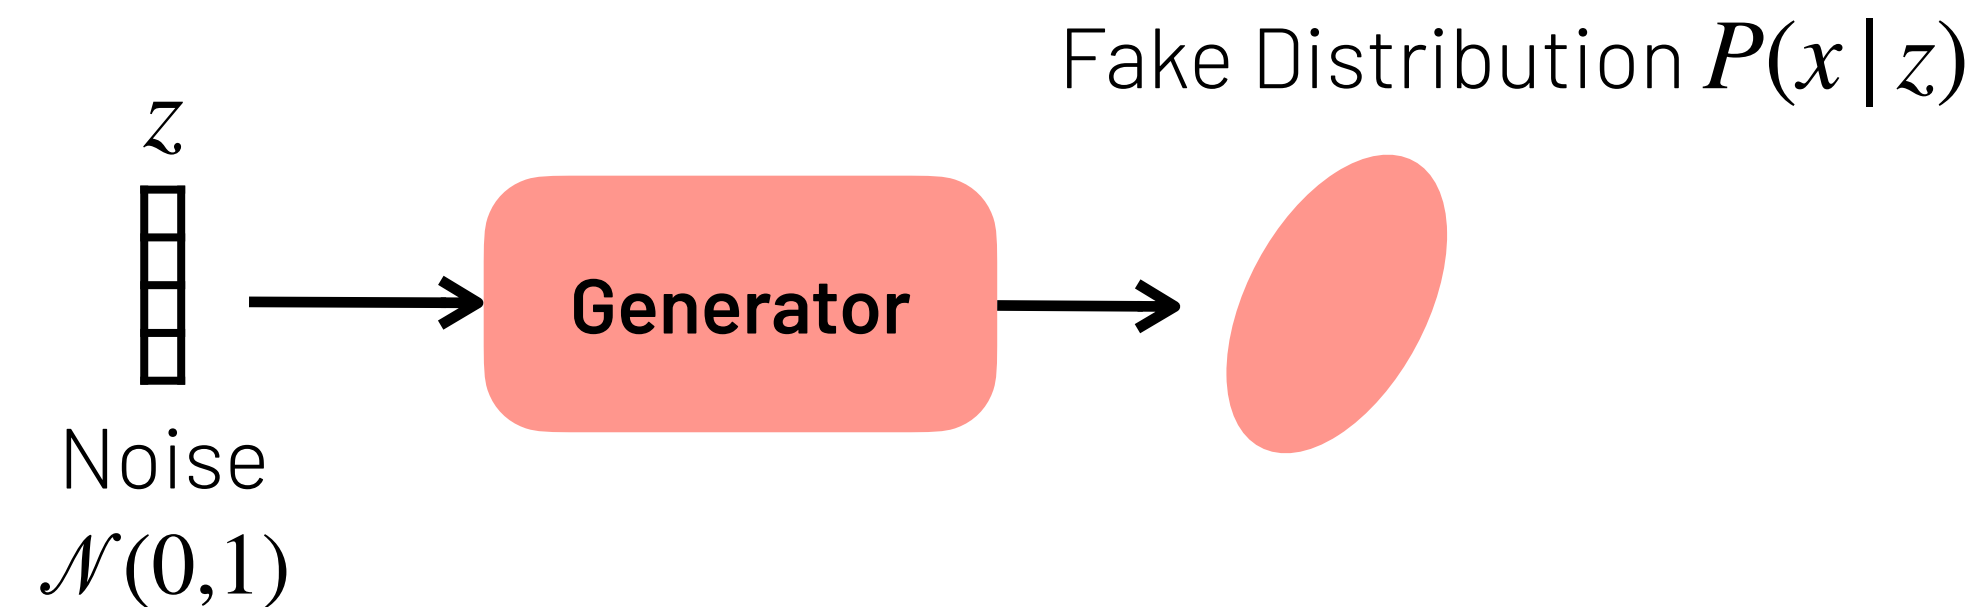 Fake Distribution P(x | z)
z
Generator
Noise
𝒩(0,1)